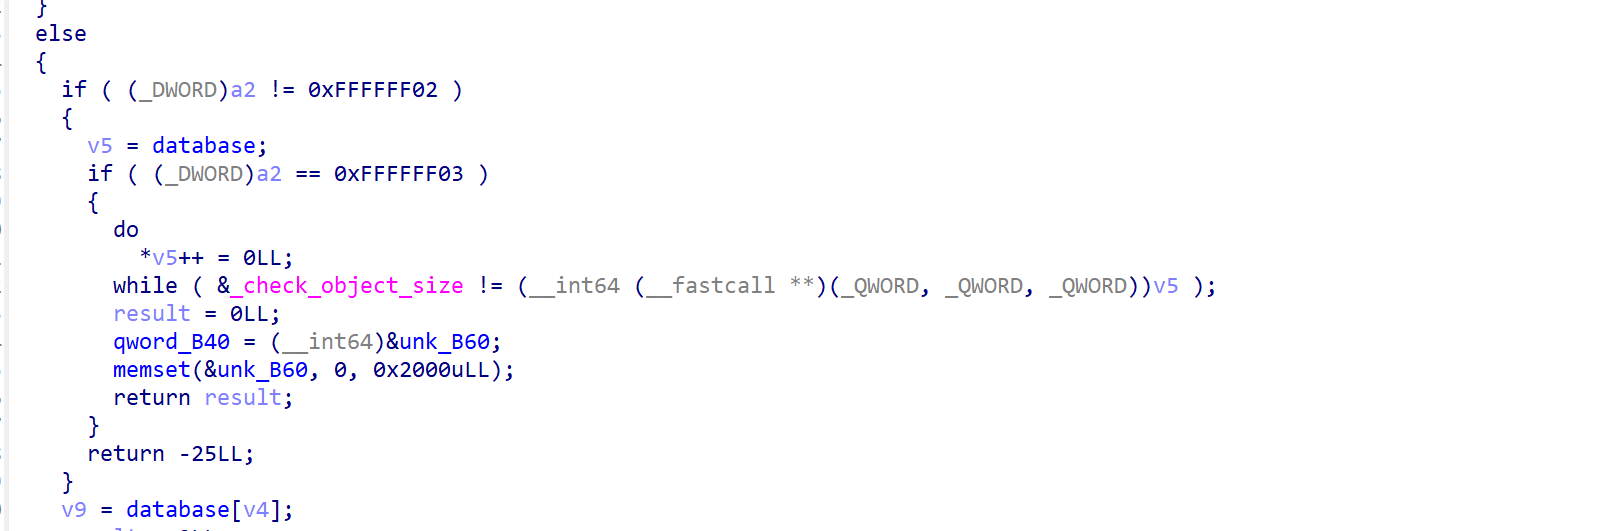 }
else
{
if ( (_DWORD)a2 != 0xFFFFFF02 )
{
v5 = database;
if ( (_DWORD)a2 == 0xFFFFFF03 )
{
do
*v5++ = 0LL;
while ( &_check_object_size != (__int64 (__fastcall **)(_QWORD, _QWORD, _QWORD))v5 );
result = 0LL;
qword_B40 = (__int64)&unk_B60;
memset(&unk_B60, 0, 0x2000uLL);
return result;
}
return -25LL;
}
v9 = database[v4];